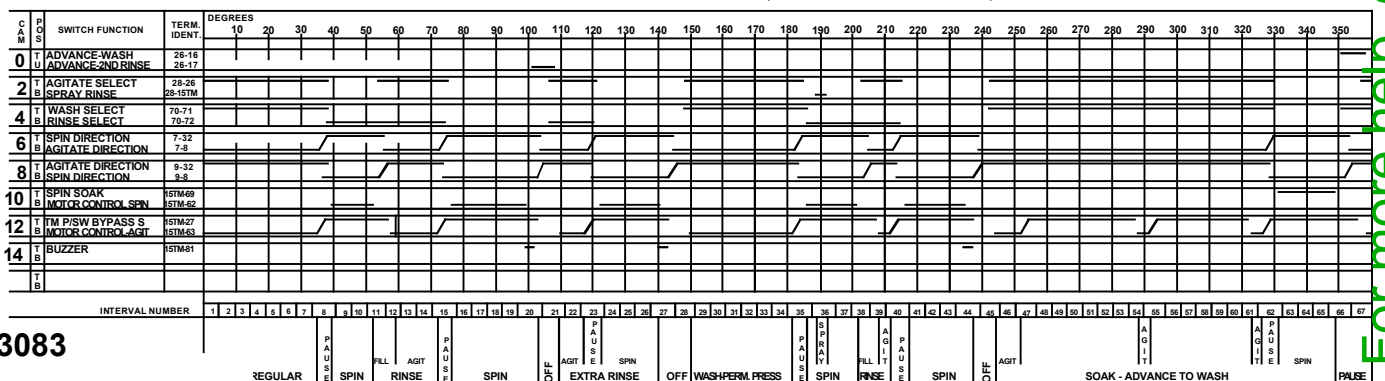 DEGREES
CAM POS SWITCH FUNCTION TERM. IDENT. 10 20 30 40 50 60 70 80 90 100 110 120 130 140 150 160 170 180 190 200 210 220 230 240 250 260 270 280 290 300 310 320 330 340 350
0 T ADVANCE-WASH 26-16
U ADVANCE-2ND RINSE 26-17
2 T AGITATE SELECT 28-26
B SPRAY RINSE 28-15TM
4 T WASH SELECT 70-71
B RINSE SELECT 70-72
6 T SPIN DIRECTION 7-32
B AGITATE DIRECTION 7-8
8 T AGITATE DIRECTION 9-32
B SPIN DIRECTION 9-8
10 T SPIN SOAK 15TM-69
B MOTOR CONTROL SPIN 15TM-62
12 T TM P/SW BYPASS S 15TM-27
B MOTOR CONTROL-AGIT 15TM-63
14 T BUZZER 15TM-81
B
T
B
INTERVAL NUMBER 1 2 3 4 5 6 7 8 9 10 11 12 13 14 15 16 17 18 19 20 21 22 23 24 25 26 27 28 29 30 31 32 33 34 35 36 37 38 39 40 41 42 43 44 45 46 47 48 49 50 51 52 53 54 55 56 57 58 59 60 61 62 63 64 65 66 67
3083
REGULAR PAUSE SPIN FILL AGIT RINSE PAUSE SPIN OFF AGIT PAUSE SPIN EXTRA RINSE OFF WASH-PERM. PRESS PAUSE SPRAY SPIN FILL AGIT RINSE PAUSE SPIN OFF AGIT AGIT AGIT PAUSE SPIN SOAK - ADVANCE TO WASH PAUSE
For more help